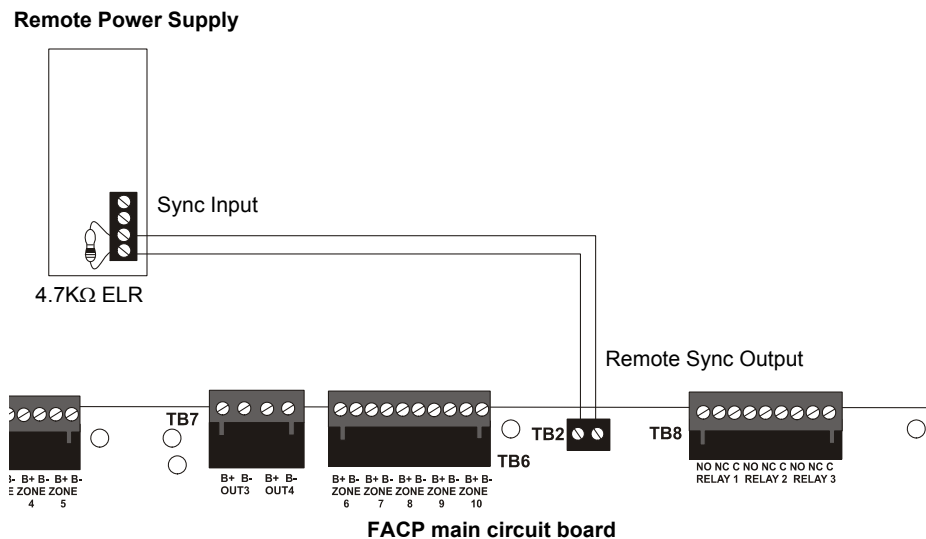 Remote Power Supply
Sync Input
4.7KΩ ELR
Remote Sync Output
TB7
TB6
TB2
TB8
B- B+ B- B+ B-
E ZONE ZONE
4 5
B+ B- B+ B-
OUT3 OUT4
B+ B- B+ B- B+ B- B+ B- B+ B-
ZONE ZONE ZONE ZONE ZONE
6 7 8 9 10
NO NC C NO NC C NO NC C
RELAY 1 RELAY 2 RELAY 3
FACP main circuit board